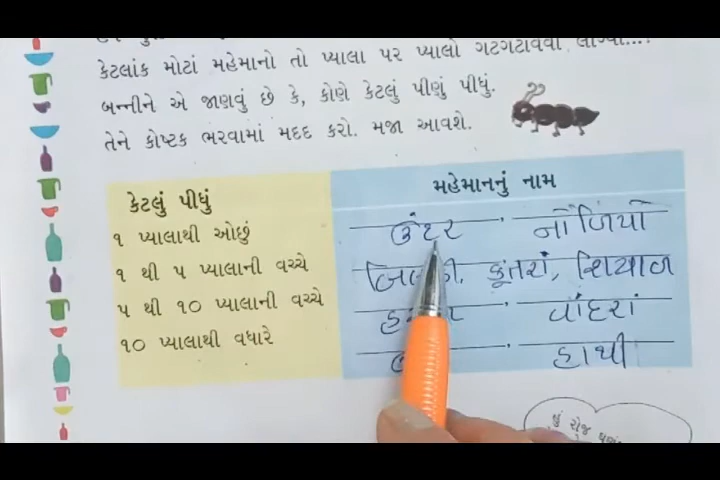 કેટલાંક મોટાં મહેમાનો તો પ્યાલા પર પ્યાલો ગટગટાવવા લાગ્યા....
બન્નીને એ જાણવું છે કે, કોણે કેટલું પીણું પીધું.
તેને કોષ્ટક ભરવામાં મદદ કરો. મજા આવશે.
કેટલું પીધું મહેમાનનું નામ
૧ પ્યાલાથી ઓછું ઉંદર . નોળિયો
૧ થી ૫ પ્યાલાની વચ્ચે કૂતરાં, શિયાળ
૫ થી ૧૦ પ્યાલાની વચ્ચે . વાંદરાં
૧૦ પ્યાલાથી વધારે . હાથી
હું રોજ